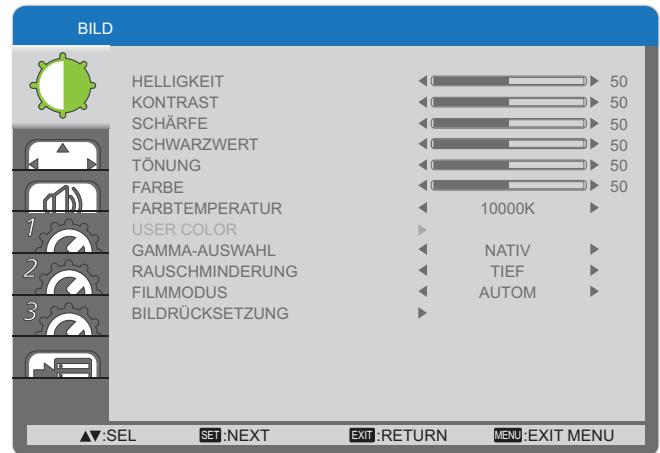 BILD
HELLIGKEIT 50
KONTRAST 50
SCHÄRFE 50
SCHWARZWERT 50
TÖNUNG 50
FARBE 50
FARBTEMPERATUR 10000K
USER COLOR
GAMMA-AUSWAHL NATIV
RAUSCHMINDERUNG TIEF
FILMMODUS AUTOM
BILDRÜCKSETZUNG
1
2
3
▲▼:SEL SET:NEXT EXIT:RETURN MENU:EXIT MENU